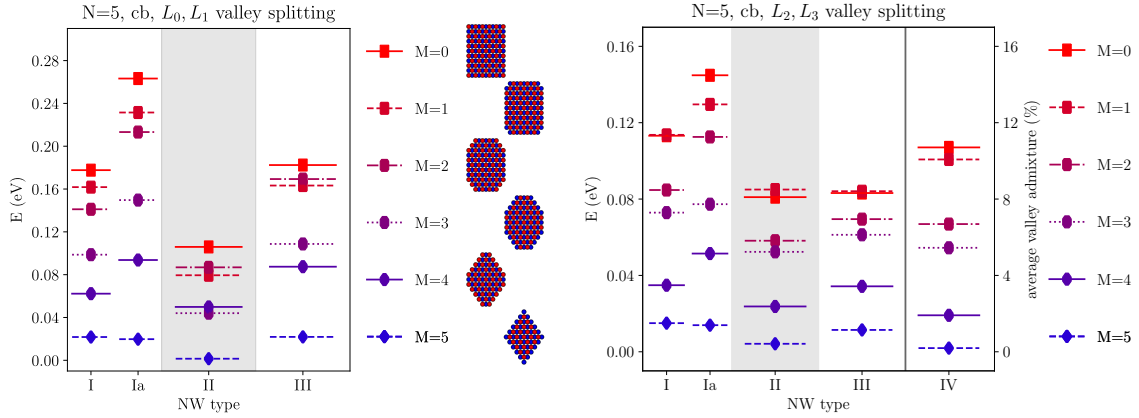 N=5, cb, L0, L1 valley splitting
E (eV)
0.28
0.24
0.20
0.16
0.12
0.08
0.04
0.00
I Ia II III
NW type
M=0
M=1
M=2
M=3
M=4
M=5
N=5, cb, L2, L3 valley splitting
E (eV)
0.16
0.12
0.08
0.04
0.00
I Ia II III IV
NW type
16
12
8
4
0
average valley admixture (%)
M=0
M=1
M=2
M=3
M=4
M=5